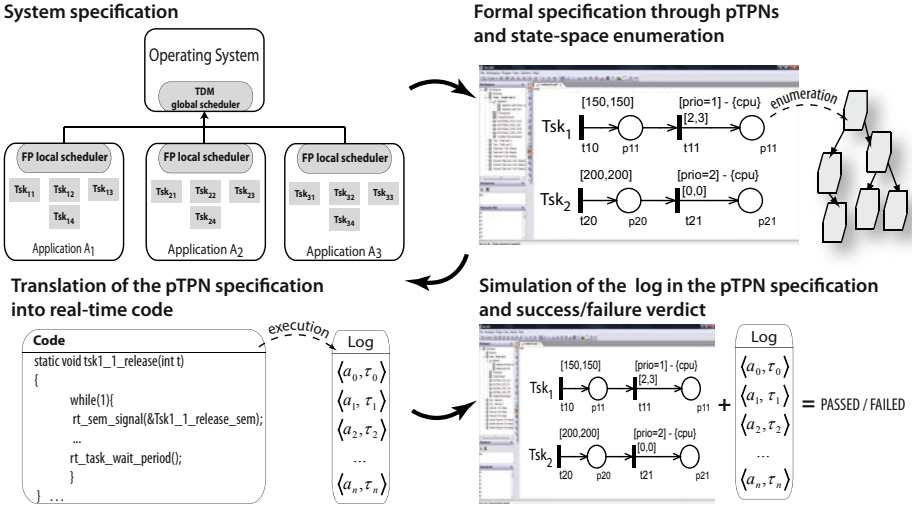 System specification
Operating System
TDM
global scheduler
FP local scheduler
Tsk11
Tsk12
Tsk13
Tsk14
Application A1
FP local scheduler
Tsk21
Tsk22
Tsk23
Tsk24
Application A2
FP local scheduler
Tsk31
Tsk32
Tsk33
Tsk34
Application A3
Formal specification through pTPNs
and state-space enumeration
[150,150]
[prio=1] - {cpu}
[2,3]
Tsk1
t10
p11
t11
p11
[200,200]
[prio=2] - {cpu}
[0,0]
Tsk2
t20
p20
t21
p21
enumeration
Translation of the pTPN specification
into real-time code
Code
static void tsk1_1_release(int t)
{
while(1){
rt_sem_signal(&Tsk1_1_release_sem);
...
rt_task_wait_period();
}
} ...
execution
Log
⟨a0,τ0⟩
⟨a1, τ1⟩
⟨a2, τ2⟩
...
⟨an, τn⟩
Simulation of the log in the pTPN specification
and success/failure verdict
[150,150]
[prio=1] - {cpu}
[2,3]
Tsk1
t10
p11
t11
p11
[200,200]
[prio=2] - {cpu}
[0,0]
Tsk2
t20
p20
t21
p21
+
Log
⟨a0,τ0⟩
⟨a1, τ1⟩
⟨a2, τ2⟩
...
⟨an, τn⟩
= PASSED / FAILED